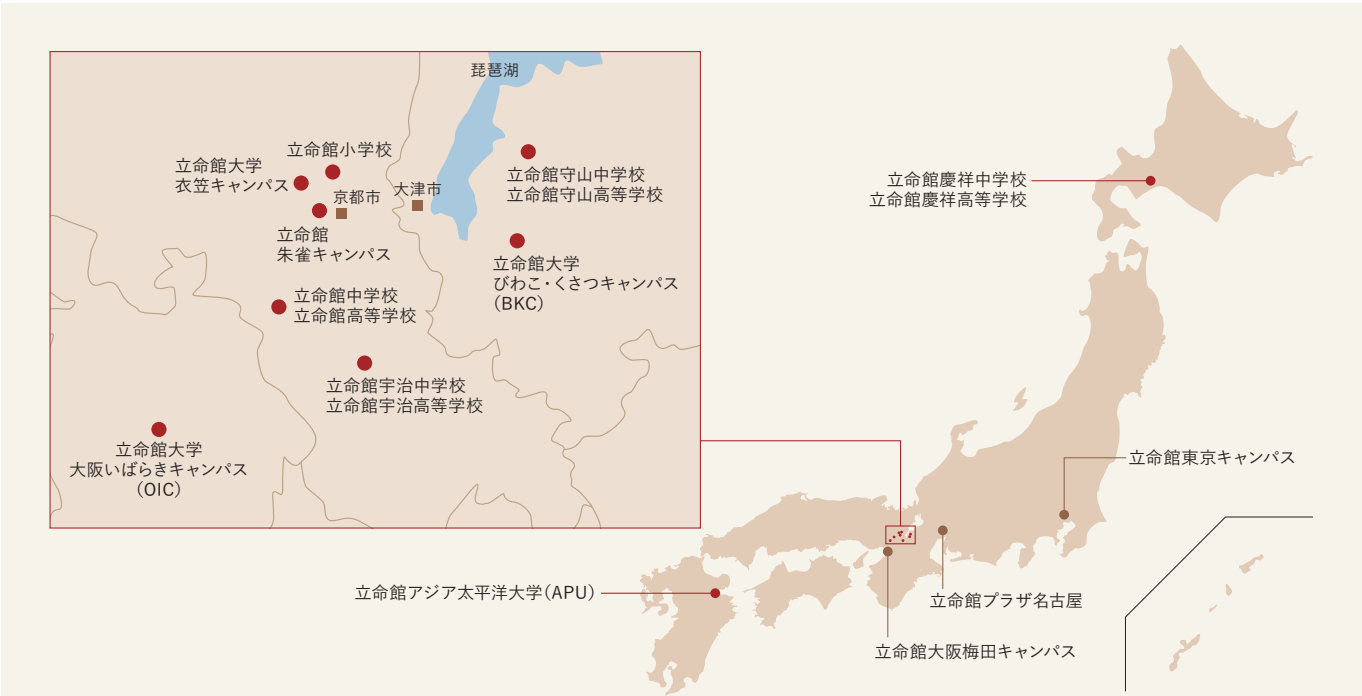 琵琶湖
立命館小学校
立命館大学
衣笠キャンパス
京都市
大津市
立命館守山中学校
立命館守山高等学校
立命館
朱雀キャンパス
立命館大学
びわこ・くさつキャンパス
(BKC)
立命館中学校
立命館高等学校
立命館宇治中学校
立命館宇治高等学校
立命館大学
大阪いばらきキャンパス
(OIC)
立命館慶祥中学校
立命館慶祥高等学校
立命館東京キャンパス
立命館アジア太平洋大学(APU)
立命館プラザ名古屋
立命館大阪梅田キャンパス